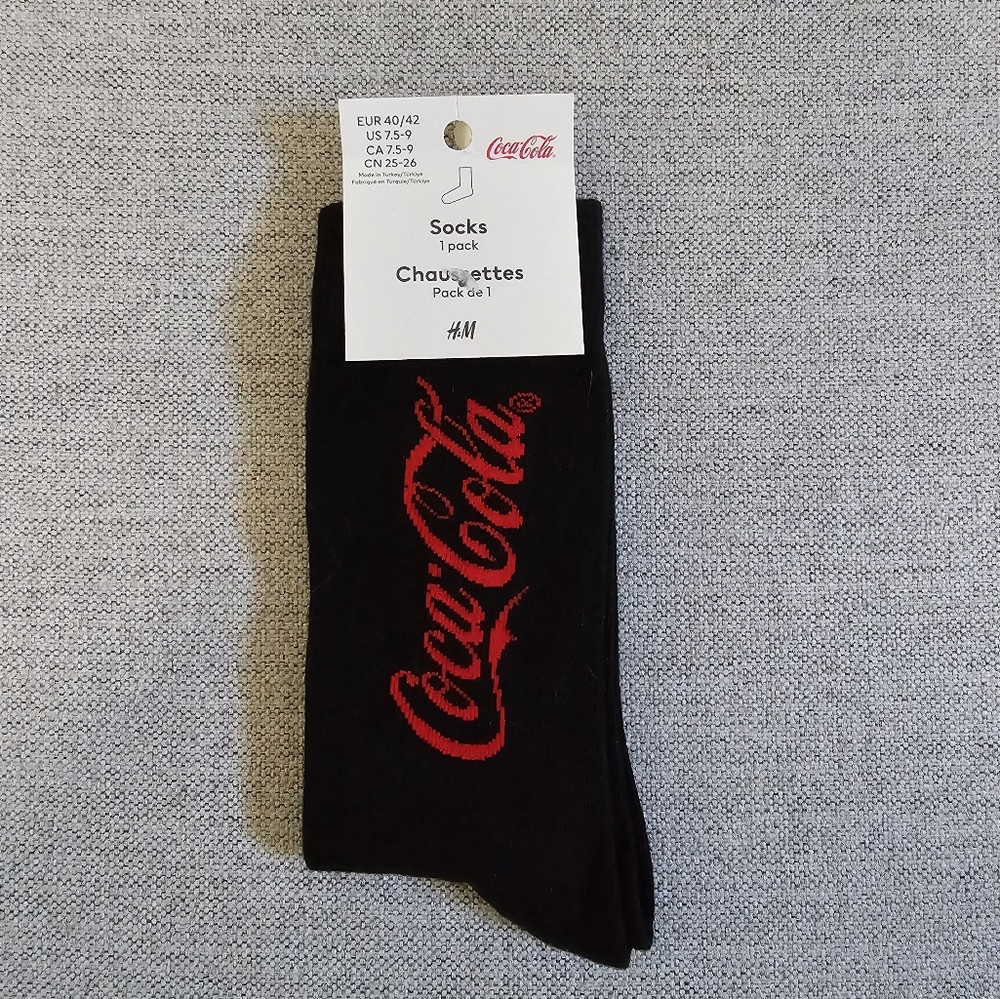 EUR 40/42
US 7.5-9
CA 7.5-9
CN 25-26
Made in Turkey/Türkiye
Fabriqué en Turquie/Türkiye
Coca-Cola
Socks
1 pack
Chaussettes
Pack de 1
H&M
Coca-Cola®